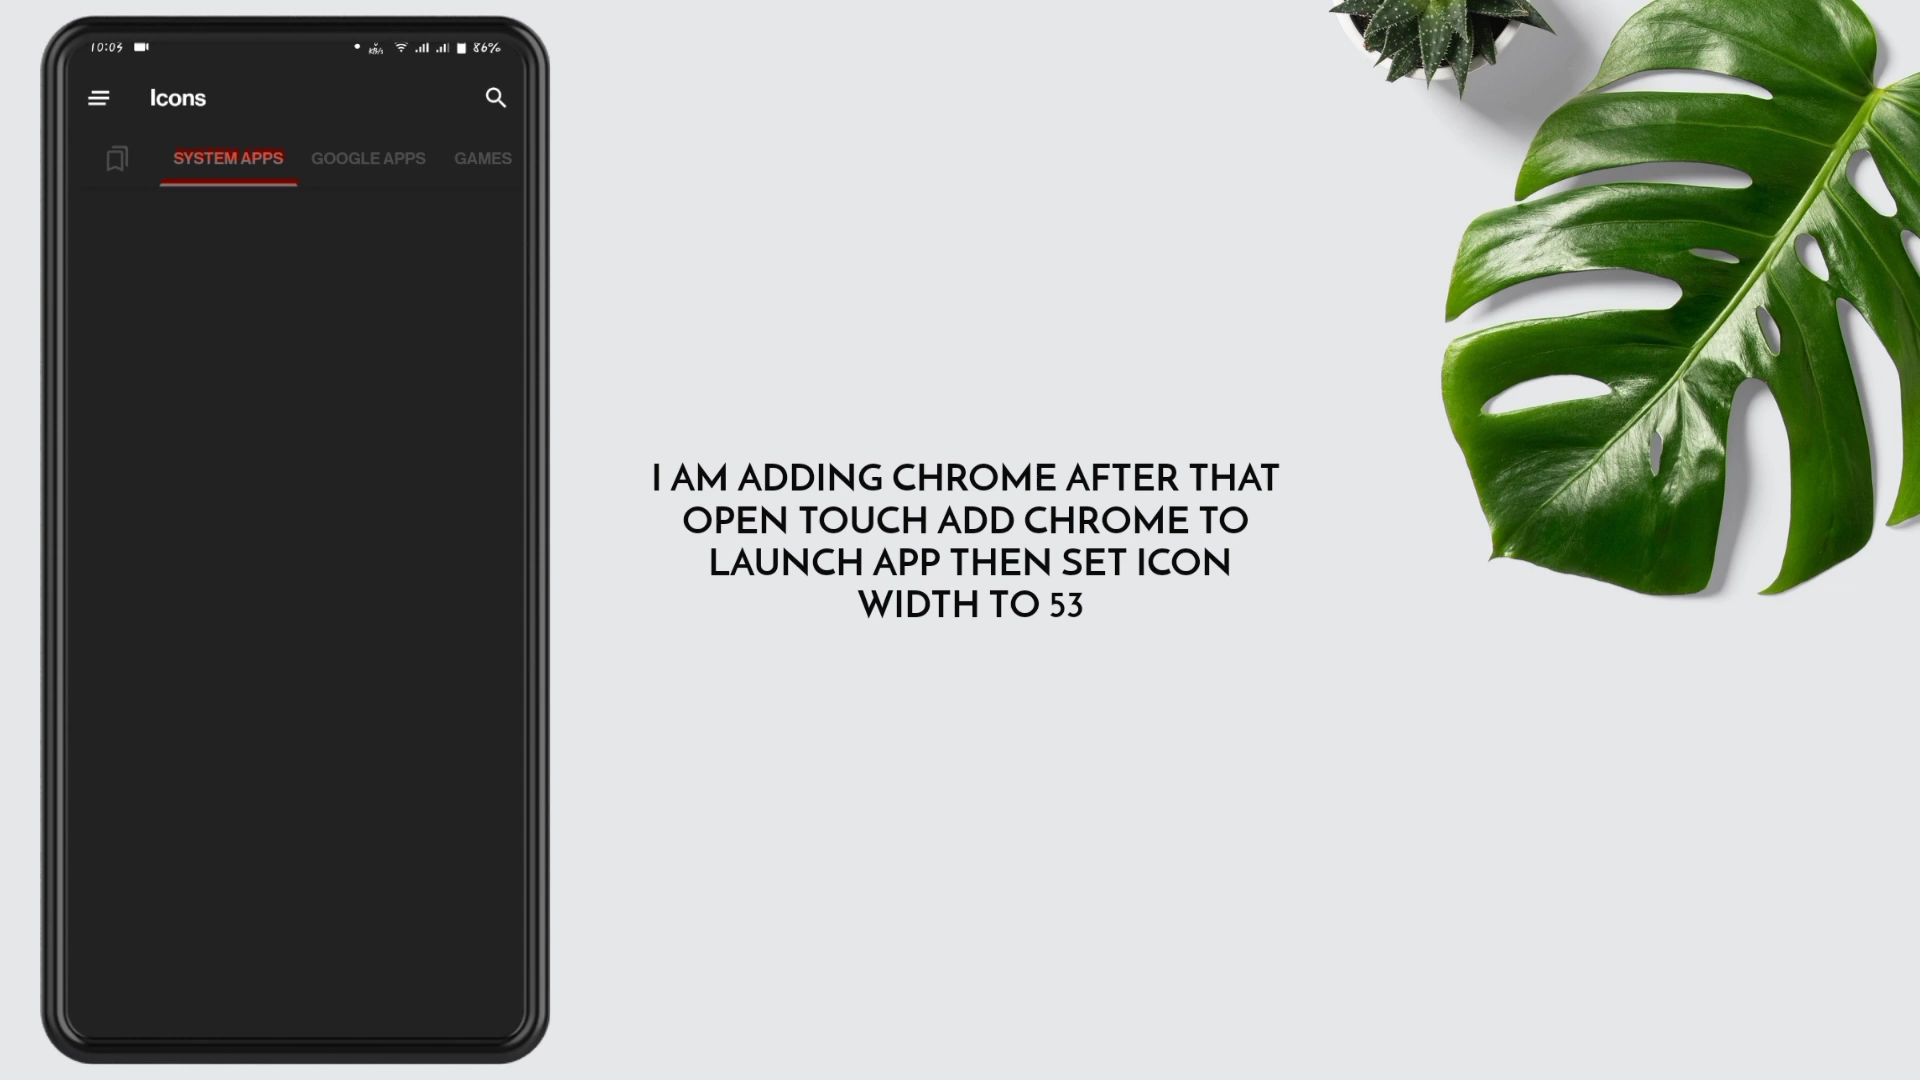 10:03
KB/s
86%
Icons
SYSTEM APPS GOOGLE APPS GAMES
I AM ADDING CHROME AFTER THAT
OPEN TOUCH ADD CHROME TO
LAUNCH APP THEN SET ICON
WIDTH TO 53